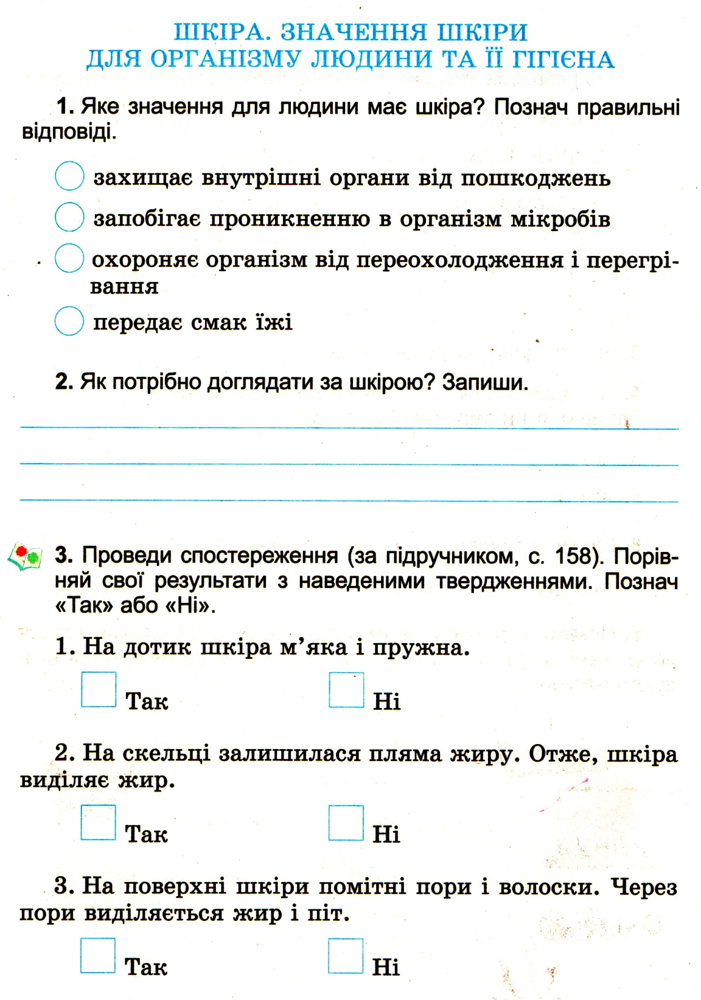 ШКІРА. ЗНАЧЕННЯ ШКІРИ
ДЛЯ ОРГАНІЗМУ ЛЮДИНИ ТА ЇЇ ГІГІЄНА
1. Яке значення для людини має шкіра? Познач правильні
відповіді.
захищає внутрішні органи від пошкоджень
запобігає проникненню в організм мікробів
охороняє організм від переохолодження і перегрі-
вання
передає смак їжі
2. Як потрібно доглядати за шкірою? Запиши.
3. Проведи спостереження (за підручником, с. 158). Порів-
няй свої результати з наведеними твердженнями. Познач
«Так» або «Ні».
1. На дотик шкіра м’яка і пружна.
Так Ні
2. На скельці залишилася пляма жиру. Отже, шкіра
виділяє жир.
Так Ні
3. На поверхні шкіри помітні пори і волоски. Через
пори виділяється жир і піт.
Так Ні